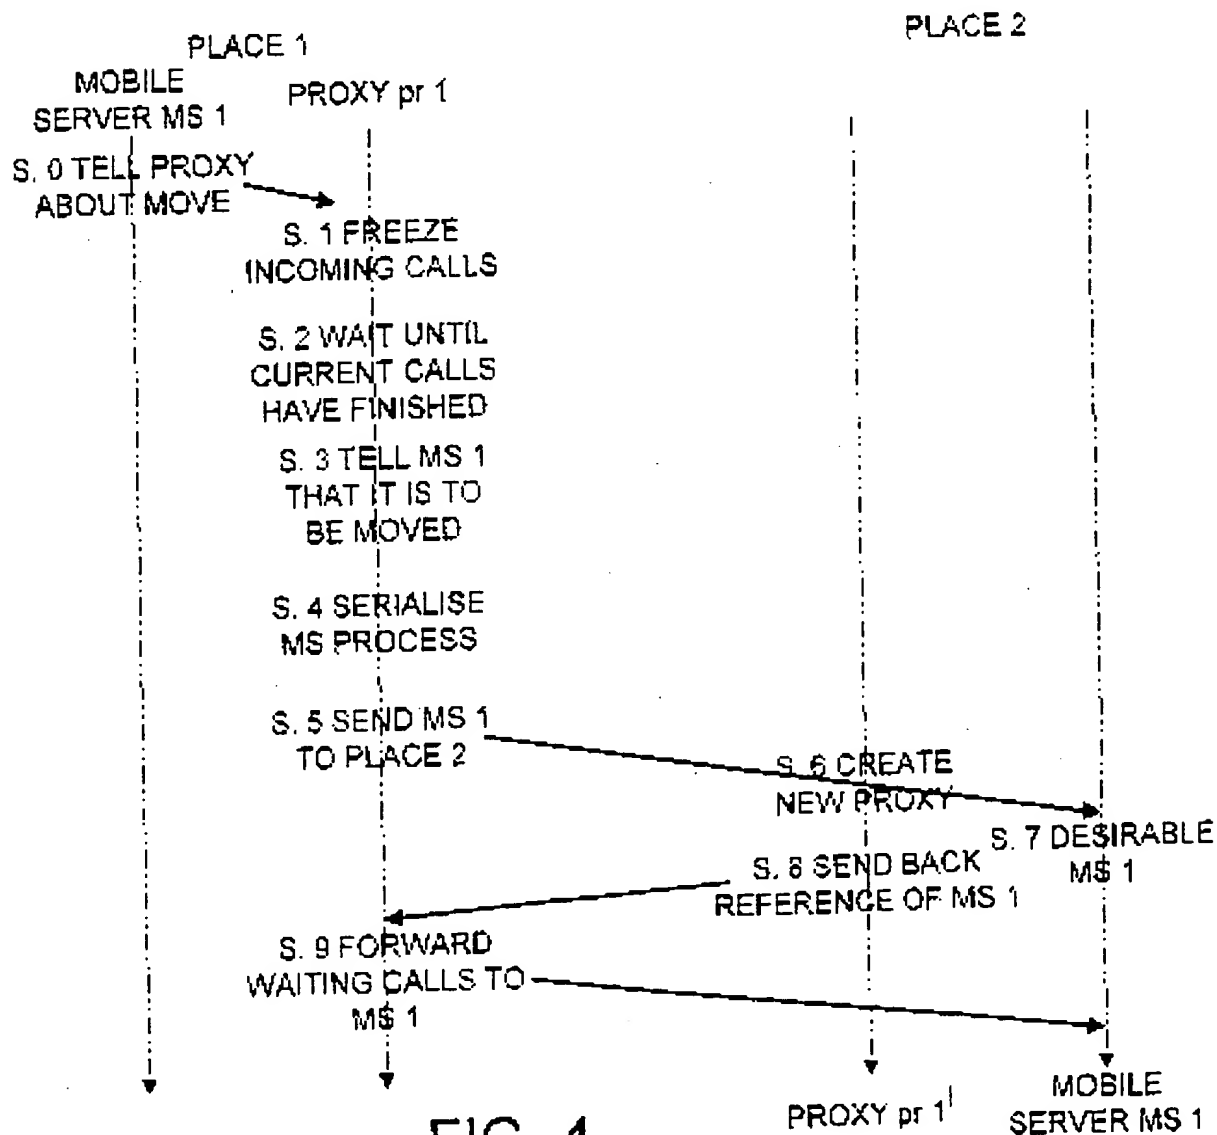 PLACE 1
PLACE 2
MOBILE
SERVER MS 1
PROXY pr 1
S. 0 TELL PROXY
ABOUT MOVE
S. 1 FREEZE
INCOMING CALLS
S. 2 WAIT UNTIL
CURRENT CALLS
HAVE FINISHED
S. 3 TELL MS 1
THAT IT IS TO
BE MOVED
S. 4 SERIALISE
MS PROCESS
S. 5 SEND MS 1
TO PLACE 2
S. 6 CREATE
NEW PROXY
S. 7 DESIRABLE
MS 1
S. 8 SEND BACK
REFERENCE OF MS 1
S. 9 FORWARD
WAITING CALLS TO
MS 1
PROXY pr 1'
MOBILE
SERVER MS 1